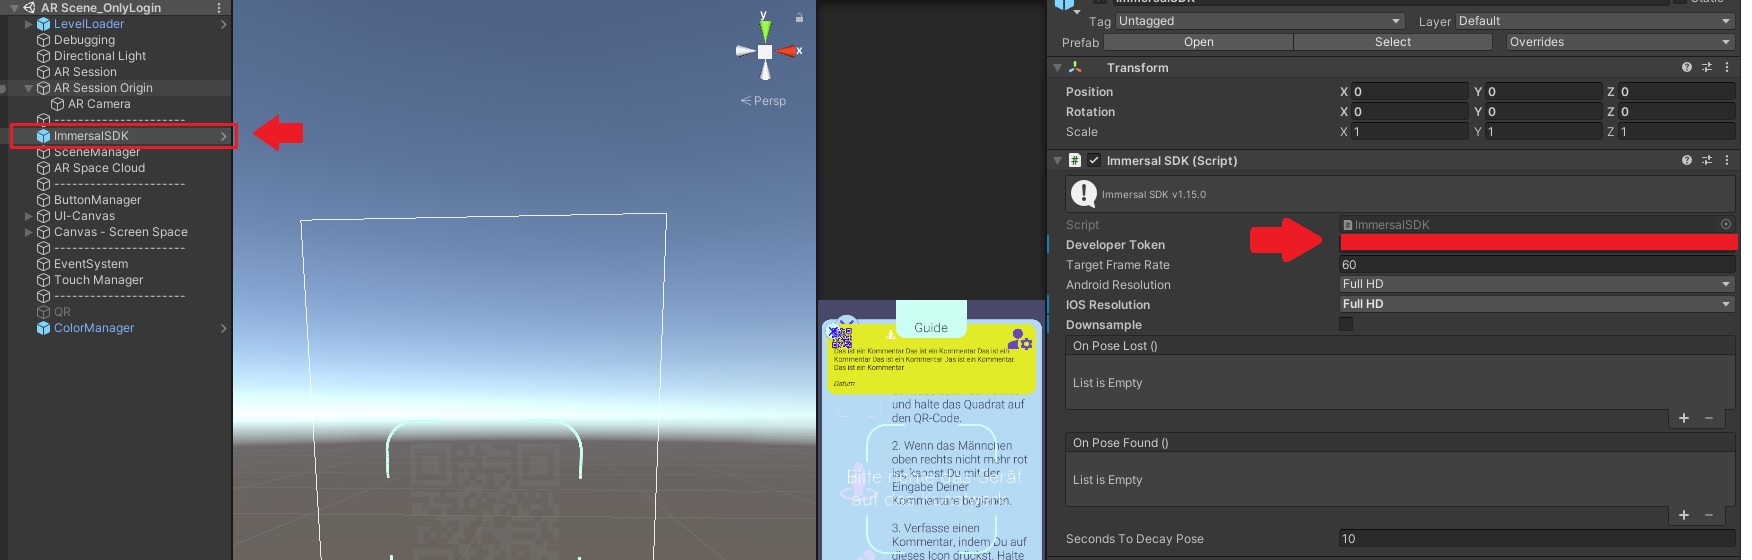 AR Scene_OnlyLogin
LevelLoader
Debugging
Directional Light
AR Session
AR Session Origin
AR Camera
----------------------
ImmersalSDK
SceneManager
AR Space Cloud
----------------------
ButtonManager
UI-Canvas
Canvas - Screen Space
----------------------
EventSystem
Touch Manager
----------------------
QR
ColorManager
y
x
Persp
Guide
Das ist ein Kommentar Das ist ein Kommentar Das ist ein
Kommentar Das ist ein Kommentar Das ist ein Kommentar.
Das ist ein Kommentar
Datum
und halte das Quadrat auf
den QR-Code.
2. Wenn das Männchen
oben rechts nicht mehr rot
ist, kannst Du mit der
Eingabe Deiner
Kommentare beginnen.
Bitte richte das Gerät
auf das Kunstwerk
3. Verfasse einen
Kommentar, indem Du auf
dieses Icon drückst. Halte
ImmersalSDK
Static
Tag Untagged Layer Default
Prefab Open Select Overrides
Transform
Position X 0 Y 0 Z 0
Rotation X 0 Y 0 Z 0
Scale X 1 Y 1 Z 1
# Immersal SDK (Script)
! Immersal SDK v1.15.0
Script # ImmersalSDK
Developer Token
Target Frame Rate 60
Android Resolution Full HD
IOS Resolution Full HD
Downsample
On Pose Lost ()
List is Empty
+ −
On Pose Found ()
List is Empty
+ −
Seconds To Decay Pose 10